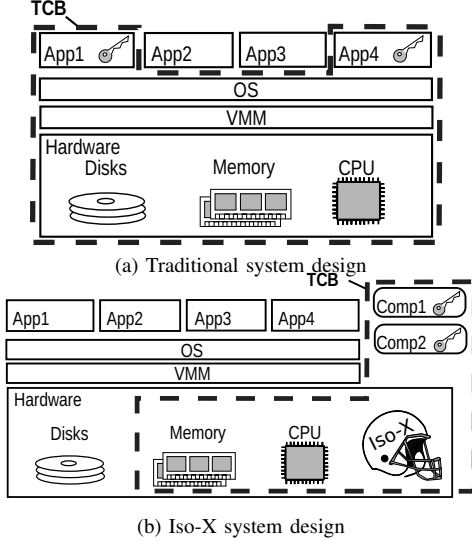 TCB
App1 App2 App3 App4
OS
VMM
Hardware
Disks Memory CPU
(a) Traditional system design
TCB
Comp1
App1 App2 App3 App4
Comp2
OS
VMM
Hardware
Disks Memory CPU Iso-X
(b) Iso-X system design